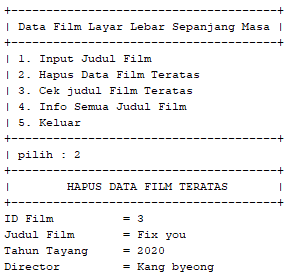 +---------------------------------------+
| Data Film Layar Lebar Sepanjang Masa |
+---------------------------------------+
| 1. Input Judul Film
| 2. Hapus Data Film Teratas
| 3. Cek judul Film Teratas
| 4. Info Semua Judul Film
| 5. Keluar
+---------------------------------------+
| pilih : 2
+---------------------------------------+
|        HAPUS DATA FILM TERATAS       |
+---------------------------------------+
ID Film         = 3
Judul Film      = Fix you
Tahun Tayang    = 2020
Director        = Kang byeong